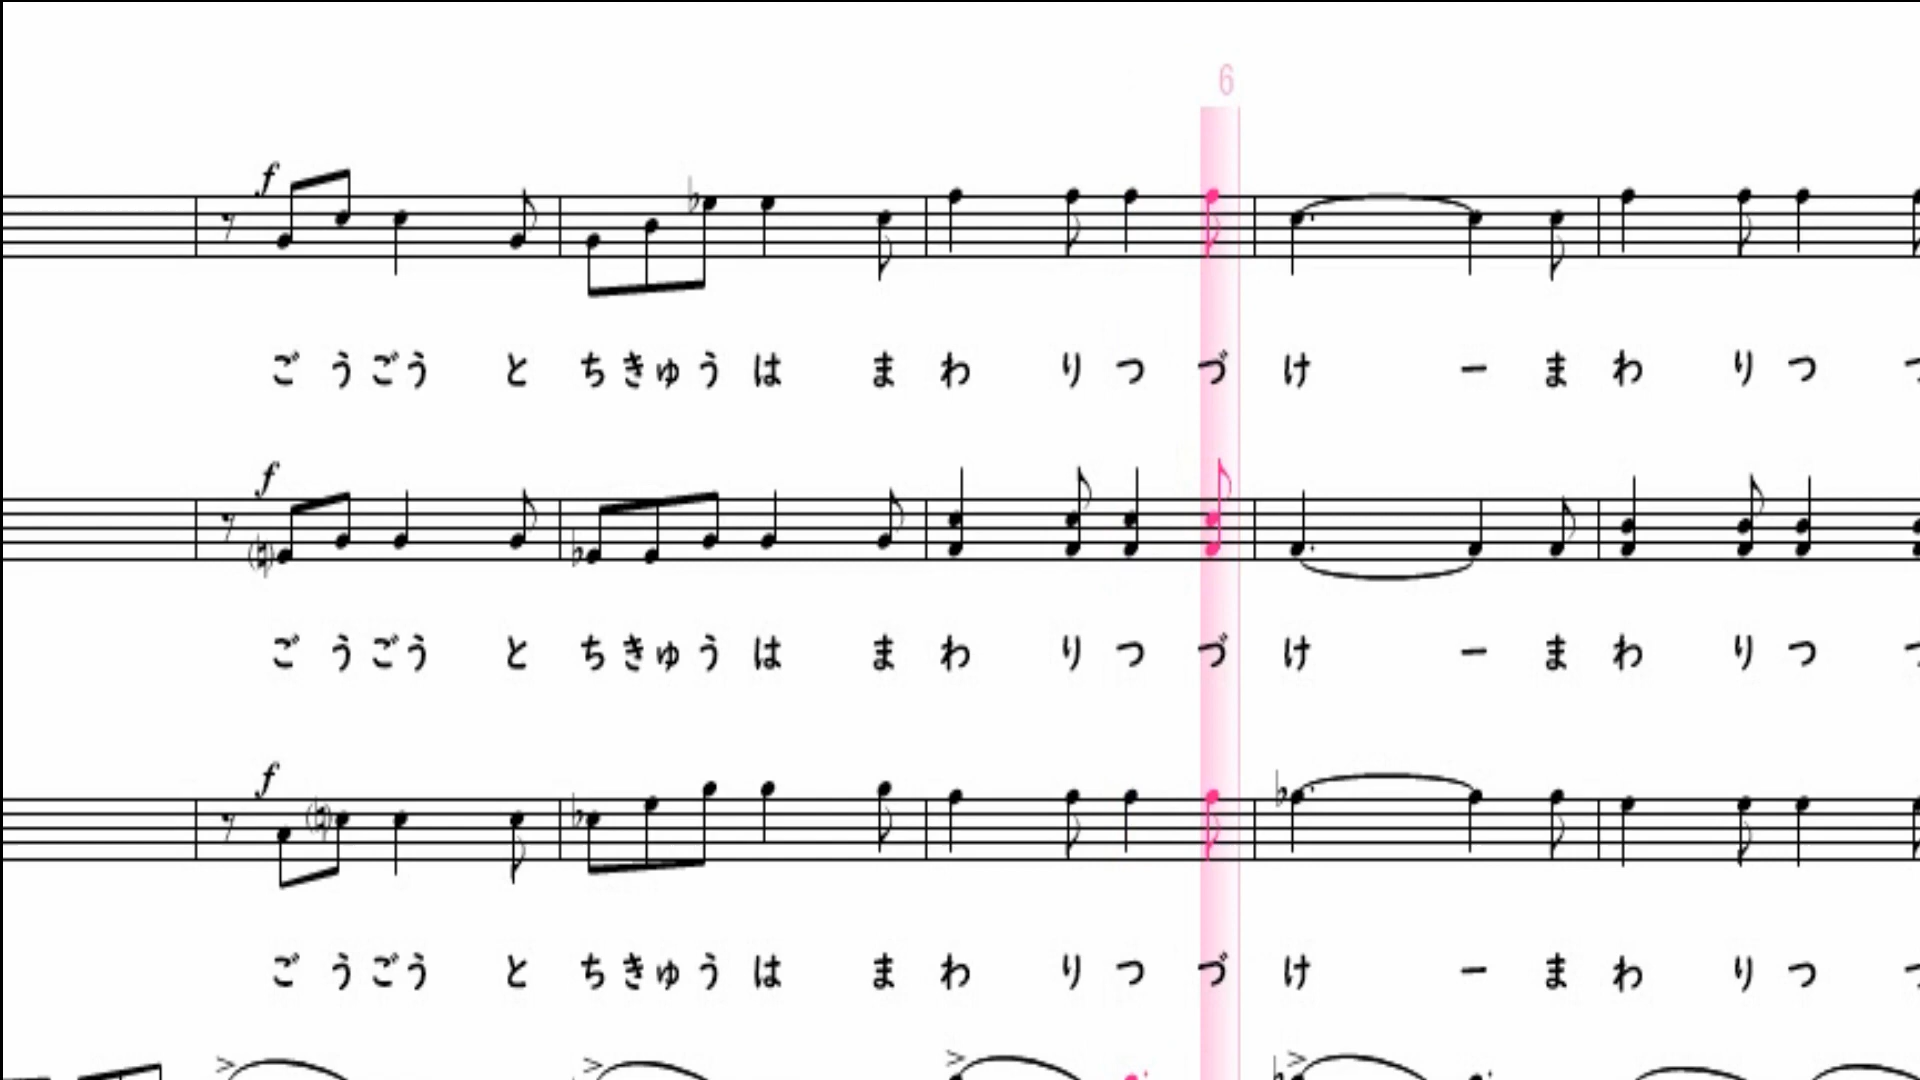 6
f
ご うごう と ちきゅう は ま わ り つ づ け ー ま わ り つ
f
ご うごう と ちきゅう は ま わ り つ づ け ー ま わ り つ
f
ご うごう と ちきゅう は ま わ り つ づ け ー ま わ り つ